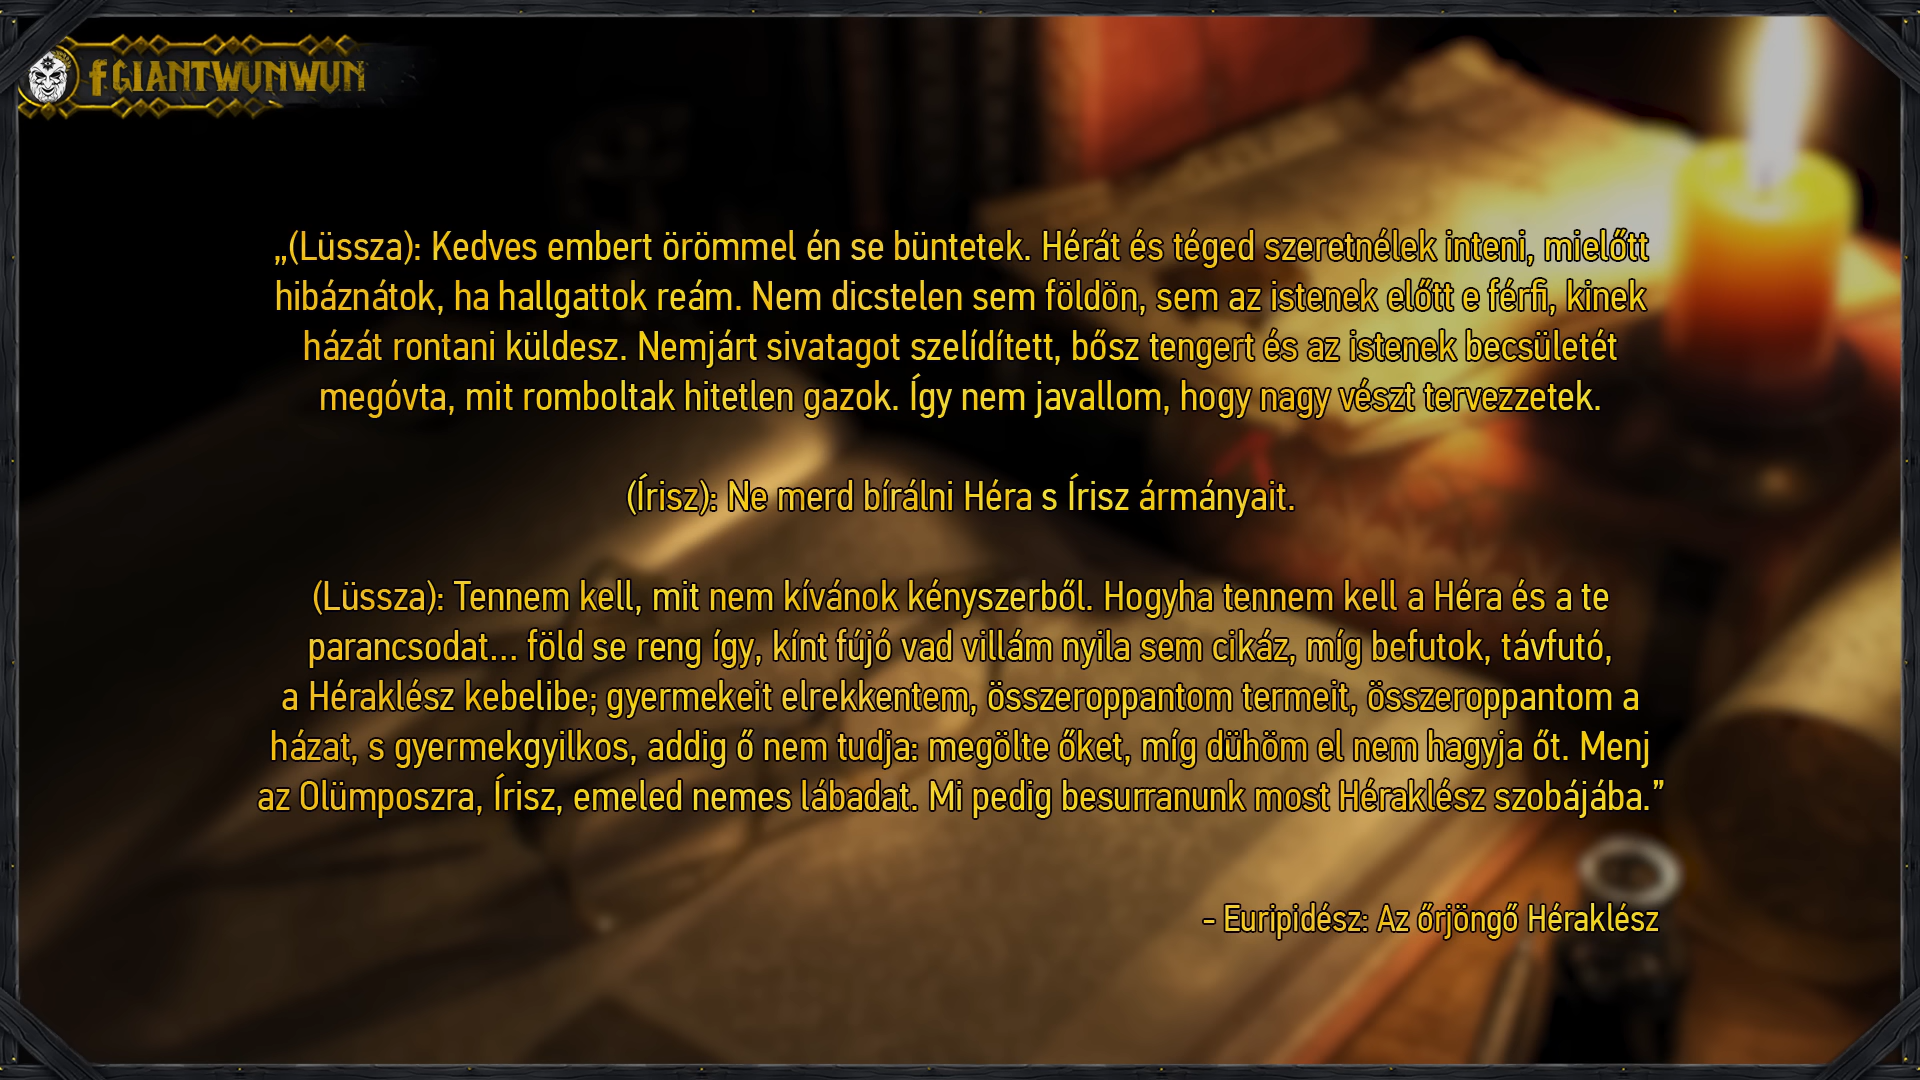 FGIANTWUNWUN
„(Lüssza): Kedves embert örömmel én se büntetek. Hérát és téged szeretnélek inteni, mielőtt
hibáznátok, ha hallgattok reám. Nem dicstelen sem földön, sem az istenek előtt e férfi, kinek
házát rontani küldesz. Nemjárt sivatagot szelídített, bősz tengert és az istenek becsületét
megóvta, mit romboltak hitetlen gazok. Így nem javallom, hogy nagy vészt tervezzetek.
(Írisz): Ne merd bírálni Héra s Írisz ármányait.
(Lüssza): Tennem kell, mit nem kívánok kényszerből. Hogyha tennem kell a Héra és a te
parancsodat... föld se reng így, kínt fújó vad villám nyila sem cikáz, míg befutok, távfutó,
a Héraklész kebelibe; gyermekeit elrekkentem, összeroppantom termeit, összeroppantom a
házat, s gyermekgyilkos, addig ő nem tudja: megölte őket, míg dühöm el nem hagyja őt. Menj
az Olümposzra, Írisz, emeled nemes lábadat. Mi pedig besurranunk most Héraklész szobájába.”
- Euripidész: Az őrjöngő Héraklész